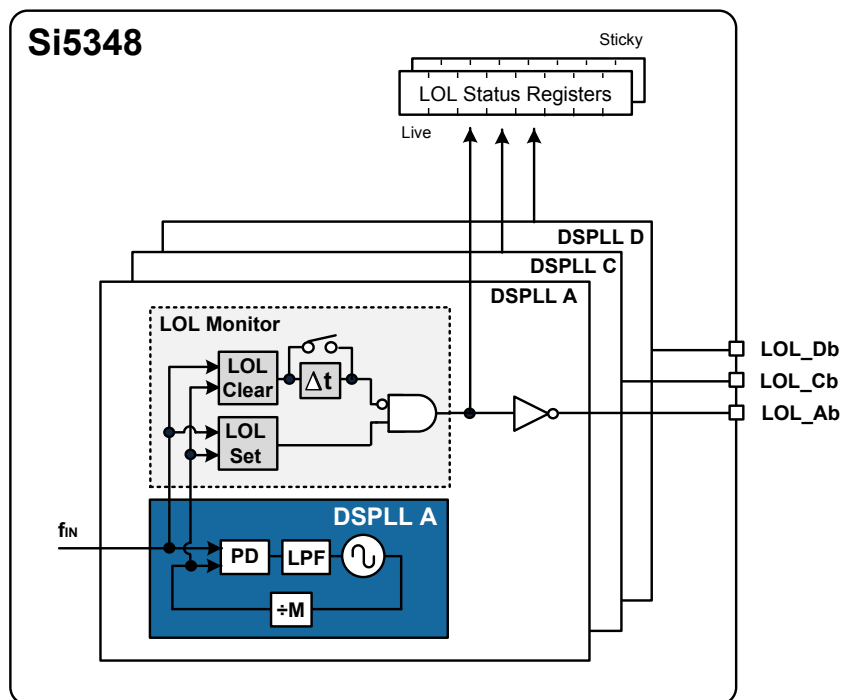 Si5348
Sticky
LOL Status Registers
Live
DSPLL D
DSPLL C
DSPLL A
LOL Monitor
LOL
Clear
Δt
LOL
Set
LOL_Db
LOL_Cb
LOL_Ab
fIN
DSPLL A
PD
LPF
÷M